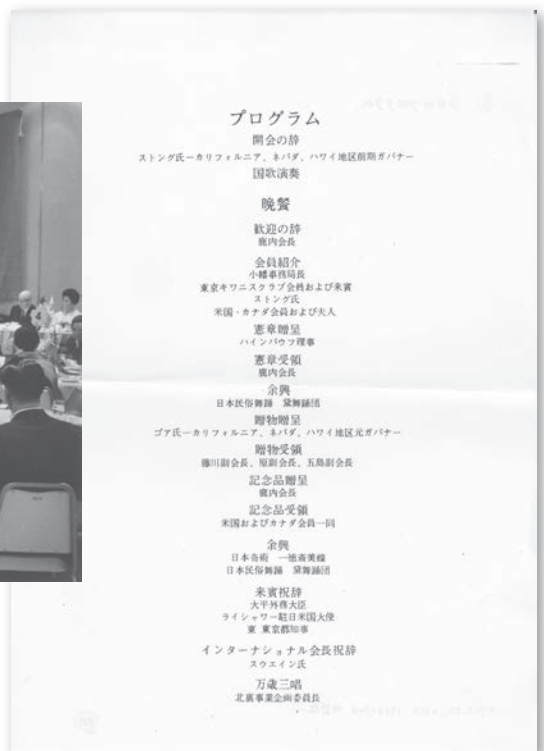 プログラム
開会の辞
ストング氏ーカリフォルニア、ネバダ、ハワイ地区前期ガバナー
国歌演奏
晩餐
歓迎の辞
鹿内会長
会員紹介
小幡事務局長
東京キワニスクラブ会員および来賓
ストング氏
米国・カナダ会員および夫人
憲章贈呈
ハインバウフ理事
憲章受領
鹿内会長
余興
日本民俗舞踊 黛舞踊団
贈物贈呈
ゴア氏ーカリフォルニア、ネバダ、ハワイ地区元ガバナー
贈物受領
藤川副会長、原副会長、五島副会長
記念品贈呈
鹿内会長
記念品受領
米国およびカナダ会員一同
余興
日本奇術 一地斎美蝶
日本民俗舞踊 黛舞踊団
来賓祝辞
大平外務大臣
ライシャワー駐日米国大使
東 東京都知事
インターナショナル会長祝辞
スウエイン氏
万歳三唱
北裏事業企画委員長